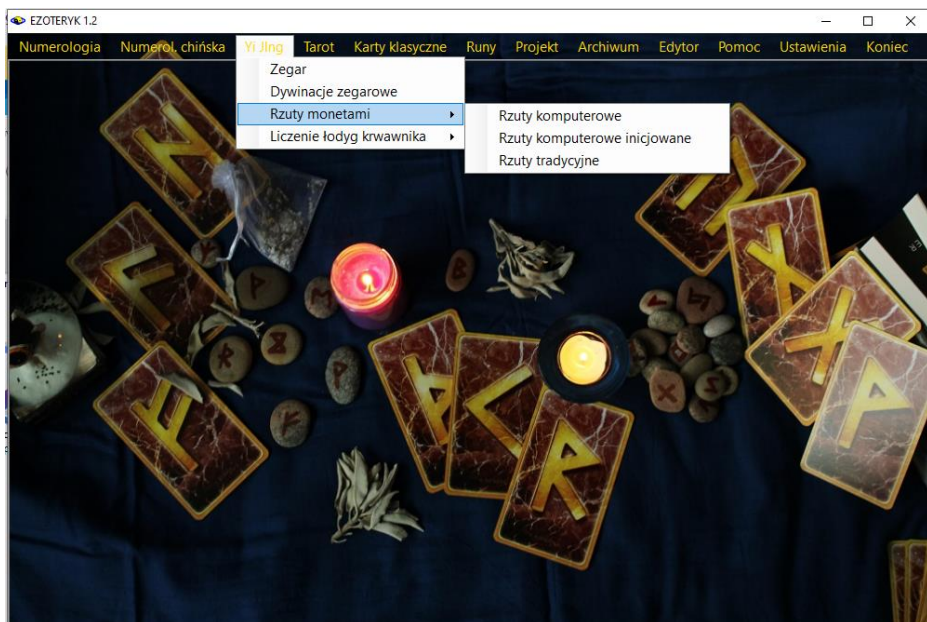 EZOTERYK 1.2
Numerologia Numerol. chińska Yi Jing Tarot Karty klasyczne Runy Projekt Archiwum Edytor Pomoc Ustawienia Koniec
Zegar
Dywinacje zegarowe
Rzuty monetami
Liczenie łodyg krwawnika
Rzuty komputerowe
Rzuty komputerowe inicjowane
Rzuty tradycyjne